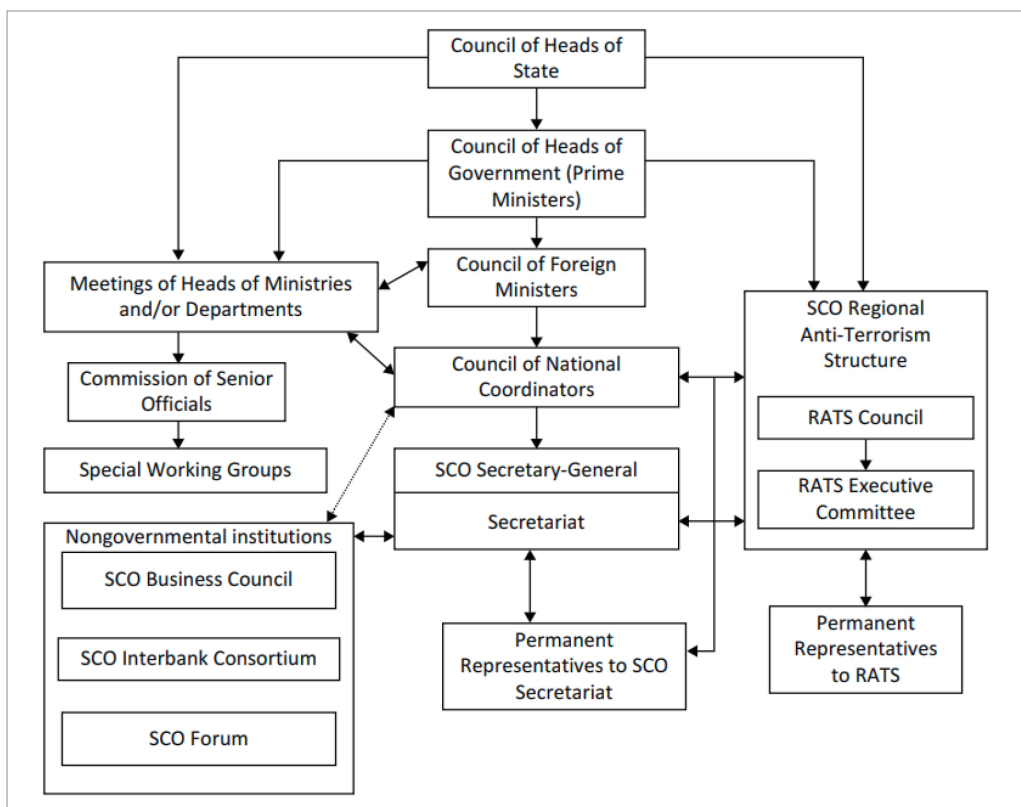 Council of Heads of
State
Council of Heads of
Government (Prime
Ministers)
Council of Foreign
Ministers
Meetings of Heads of Ministries
and/or Departments
SCO Regional
Anti-Terrorism
Structure
Commission of Senior
Officials
Council of National
Coordinators
RATS Council
Special Working Groups
SCO Secretary-General
RATS Executive
Committee
Secretariat
Nongovernmental institutions
SCO Business Council
SCO Interbank Consortium
SCO Forum
Permanent
Representatives to SCO
Secretariat
Permanent
Representatives
to RATS